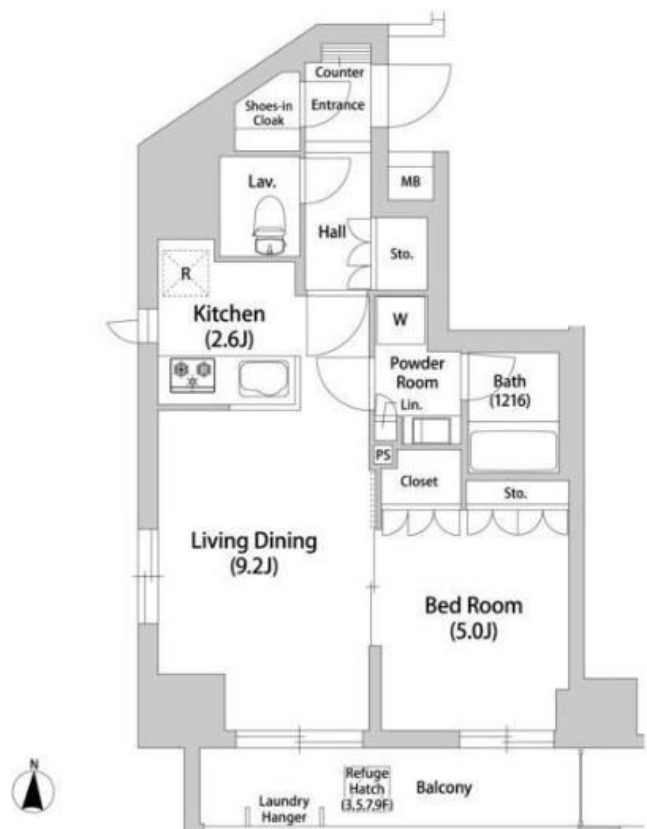 Counter
Entrance
Shoes-in
Cloak
MB
Lav.
Hall
Sto.
R
Kitchen
(2.6J)
W
Powder
Room
Bath
(1216)
Lin.
PS
Closet
Sto.
Living Dining
(9.2J)
Bed Room
(5.0J)
N
Refuge
Hatch
(3,5,7,9F)
Balcony
Laundry
Hanger